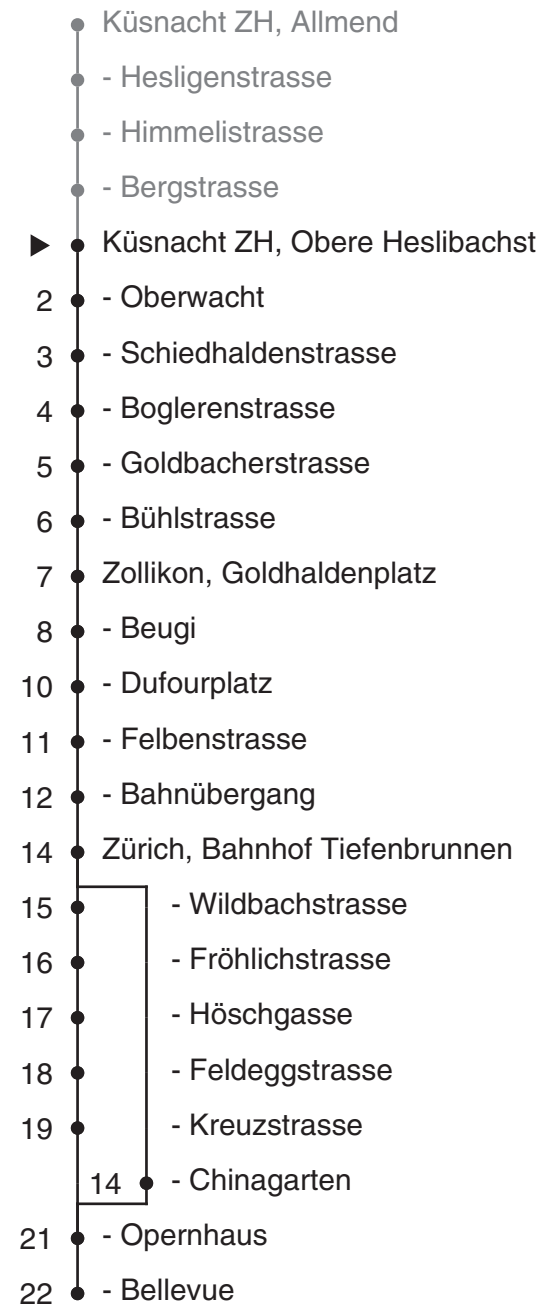 Küsnacht ZH, Allmend
- Hesligenstrasse
- Himmelistrasse
- Bergstrasse
Küsnacht ZH, Obere Heslibachst
2 - Oberwacht
3 - Schiedhaldenstrasse
4 - Boglerenstrasse
5 - Goldbacherstrasse
6 - Bühlstrasse
7 Zollikon, Goldhaldenplatz
8 - Beugi
10 - Dufourplatz
11 - Felbenstrasse
12 - Bahnübergang
14 Zürich, Bahnhof Tiefenbrunnen
15 - Wildbachstrasse
16 - Fröhlichstrasse
17 - Höschgasse
18 - Feldeggstrasse
19 - Kreuzstrasse
14 - Chinagarten
21 - Opernhaus
22 - Bellevue